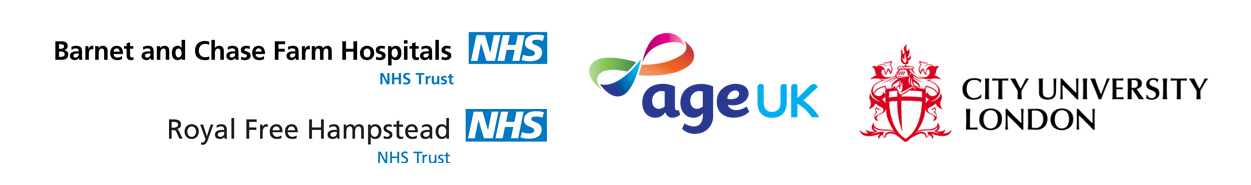 Barnet and Chase Farm Hospitals NHS
NHS Trust
Royal Free Hampstead NHS
NHS Trust
age UK
CITY UNIVERSITY
LONDON